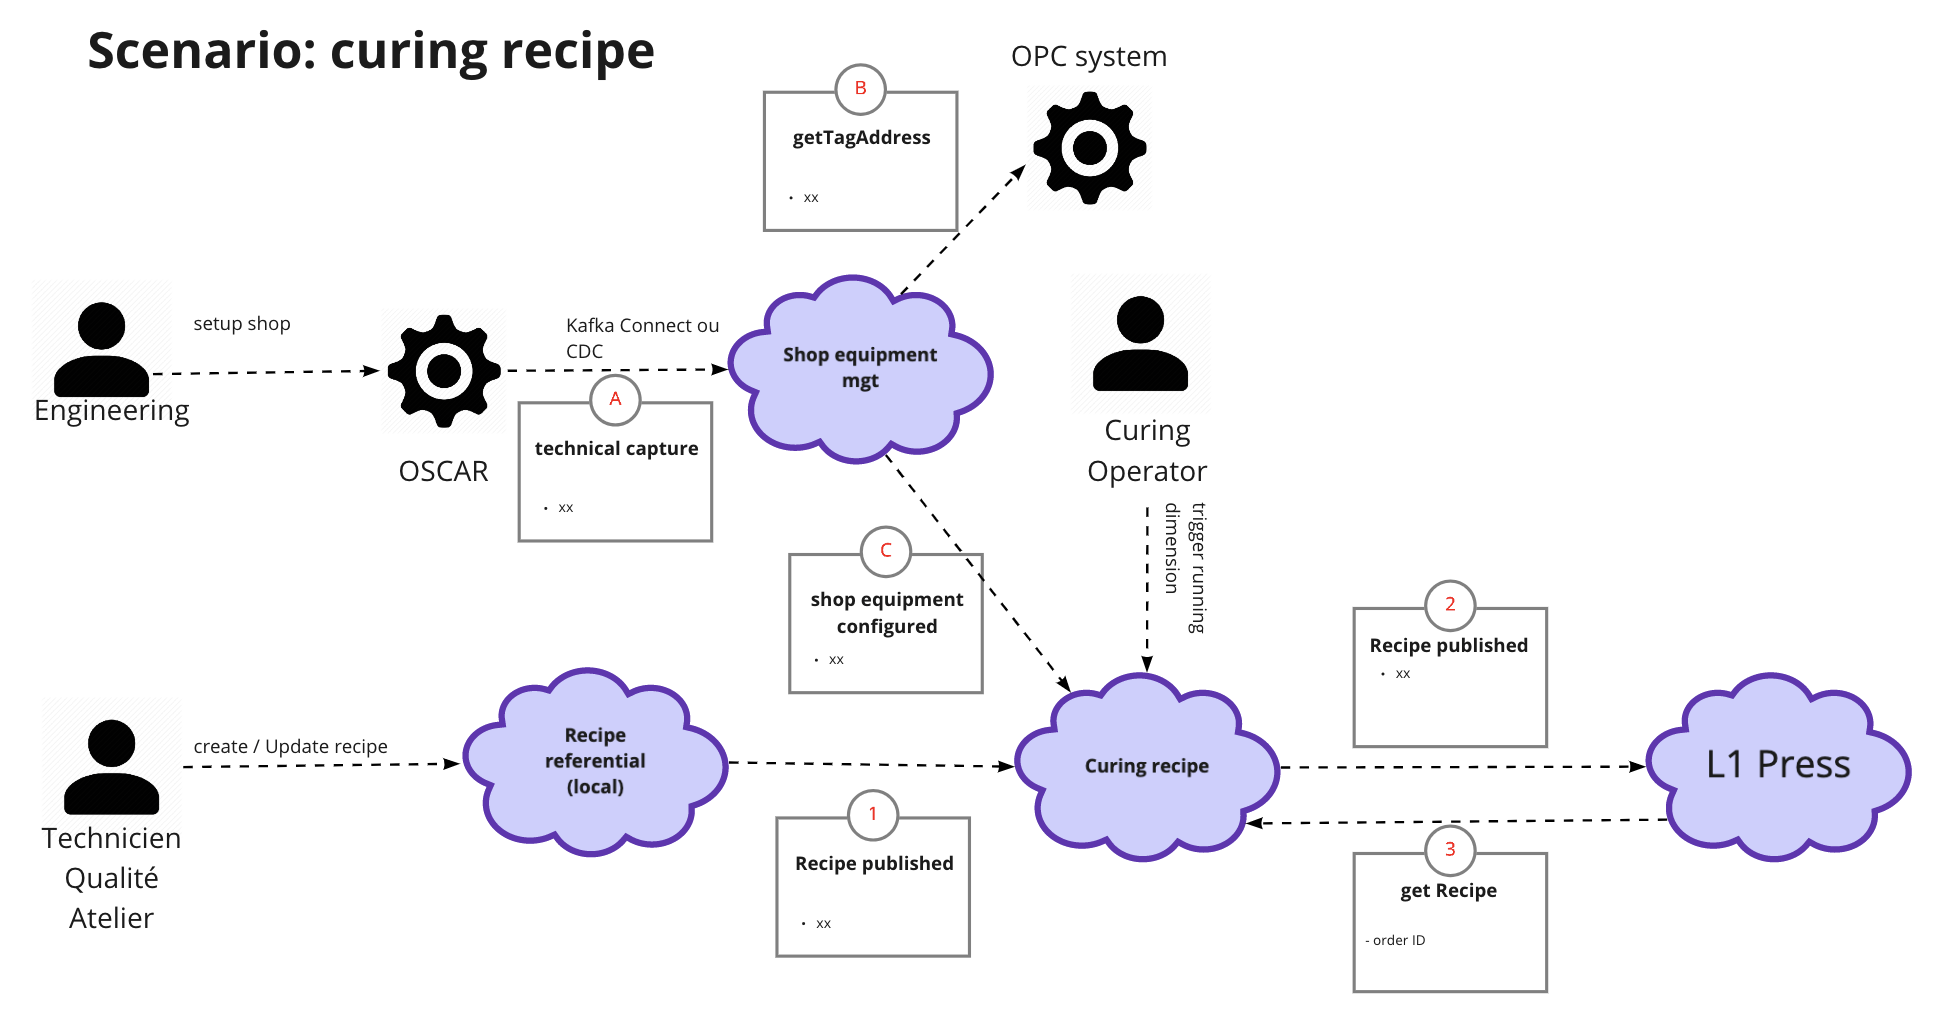 Scenario: curing recipe
OPC system
B
getTagAddress
• xx
setup shop
Engineering
OSCAR
Kafka Connect ou
CDC
A
technical capture
• xx
Shop equipment
mgt
Curing
Operator
trigger running
dimension
C
shop equipment
configured
• xx
create / Update recipe
Technicien
Qualité
Atelier
Recipe
referential
(local)
1
Recipe published
• xx
Curing recipe
2
Recipe published
• xx
L1 Press
3
get Recipe
- order ID